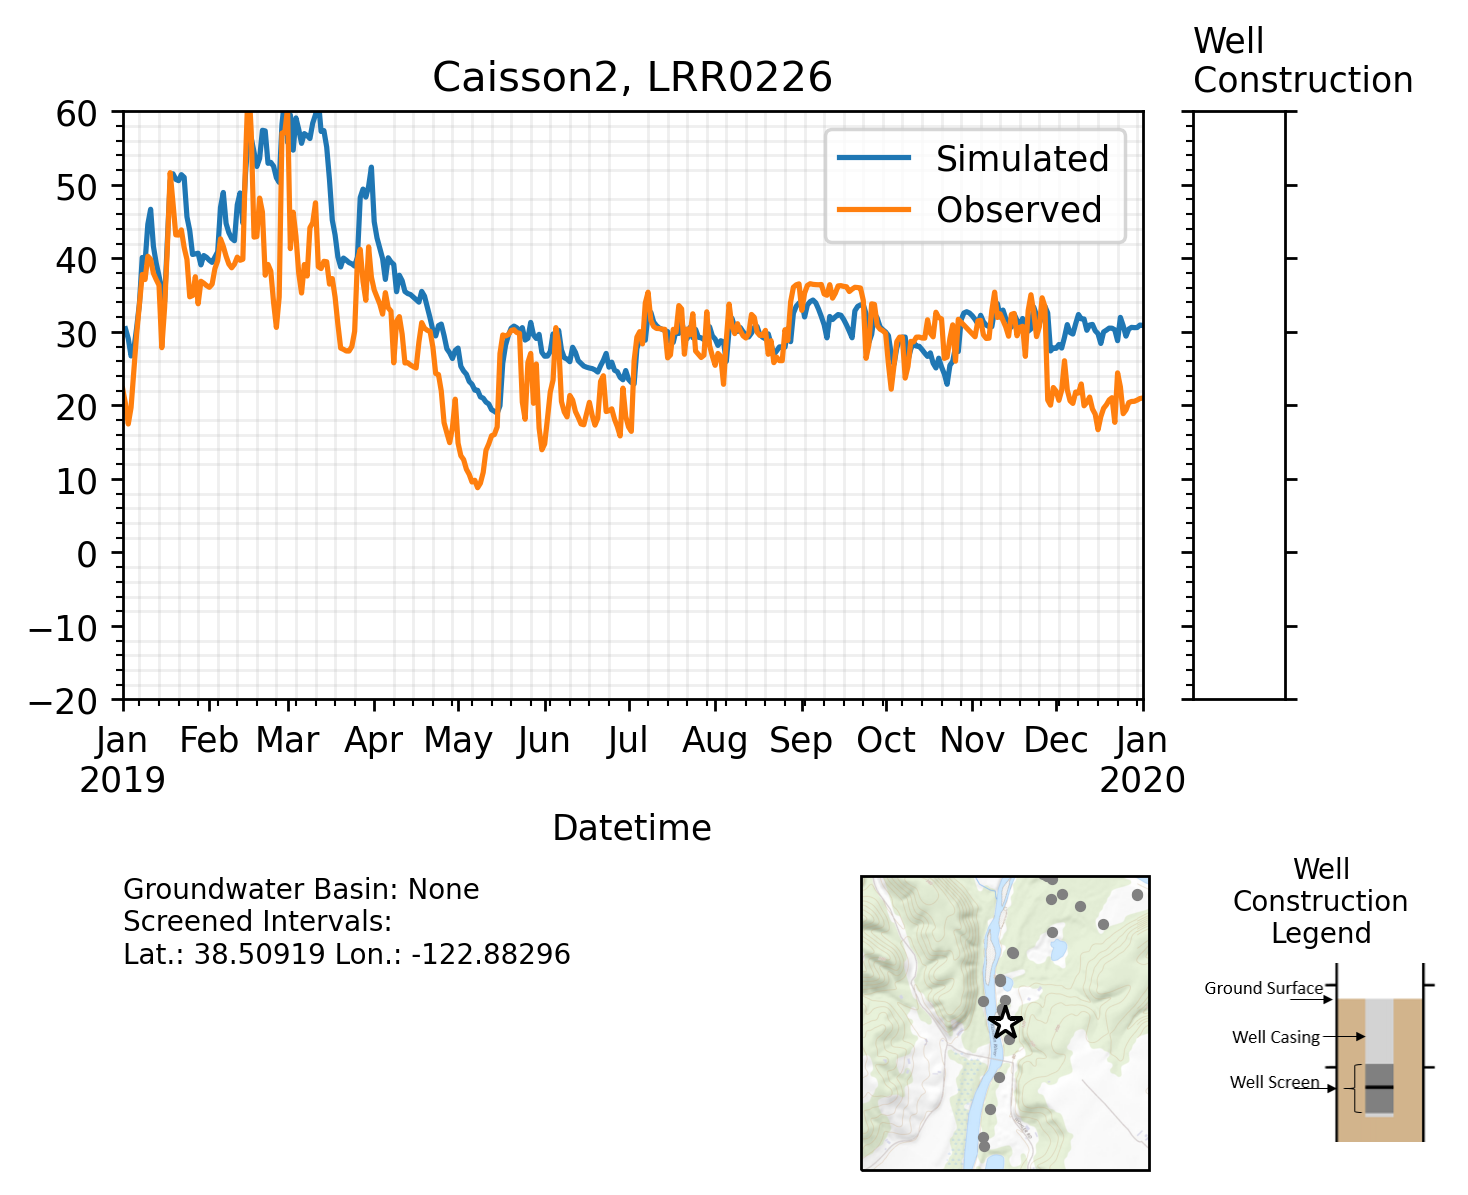 Well
Construction
Caisson2, LRR0226
60
50
40
30
20
10
0
−10
−20
Simulated
Observed
Jan Feb Mar Apr May Jun Jul Aug Sep Oct Nov Dec Jan
2019 2020
Datetime
Groundwater Basin: None
Screened Intervals:
Lat.: 38.50919 Lon.: -122.88296
Well
Construction
Legend
Ground Surface
Well Casing
Well Screen